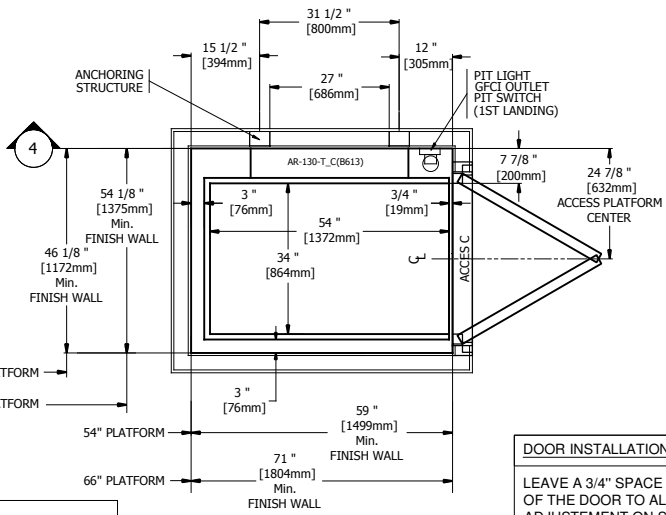 31 1/2 "
[800mm]
15 1/2 "
[394mm]
12 "
[305mm]
ANCHORING
STRUCTURE
27 "
[686mm]
PIT LIGHT
GFCI OUTLET
PIT SWITCH
(1ST LANDING)
4
AR-130-T_C(B613)
7 7/8 "
[200mm]
24 7/8 "
[632mm]
ACCESS PLATFORM
CENTER
54 1/8 "
[1375mm]
Min.
FINISH WALL
3 "
[76mm]
3/4 "
[19mm]
54 "
[1372mm]
46 1/8 "
[1172mm]
Min.
FINISH WALL
34 "
[864mm]
CL
ACCES C
TFORM
TFORM
3 "
[76mm]
54" PLATFORM
59 "
[1499mm]
Min.
FINISH WALL
66" PLATFORM
71 "
[1804mm]
Min.
FINISH WALL
DOOR INSTALLATION
LEAVE A 3/4" SPACE
OF THE DOOR TO AL